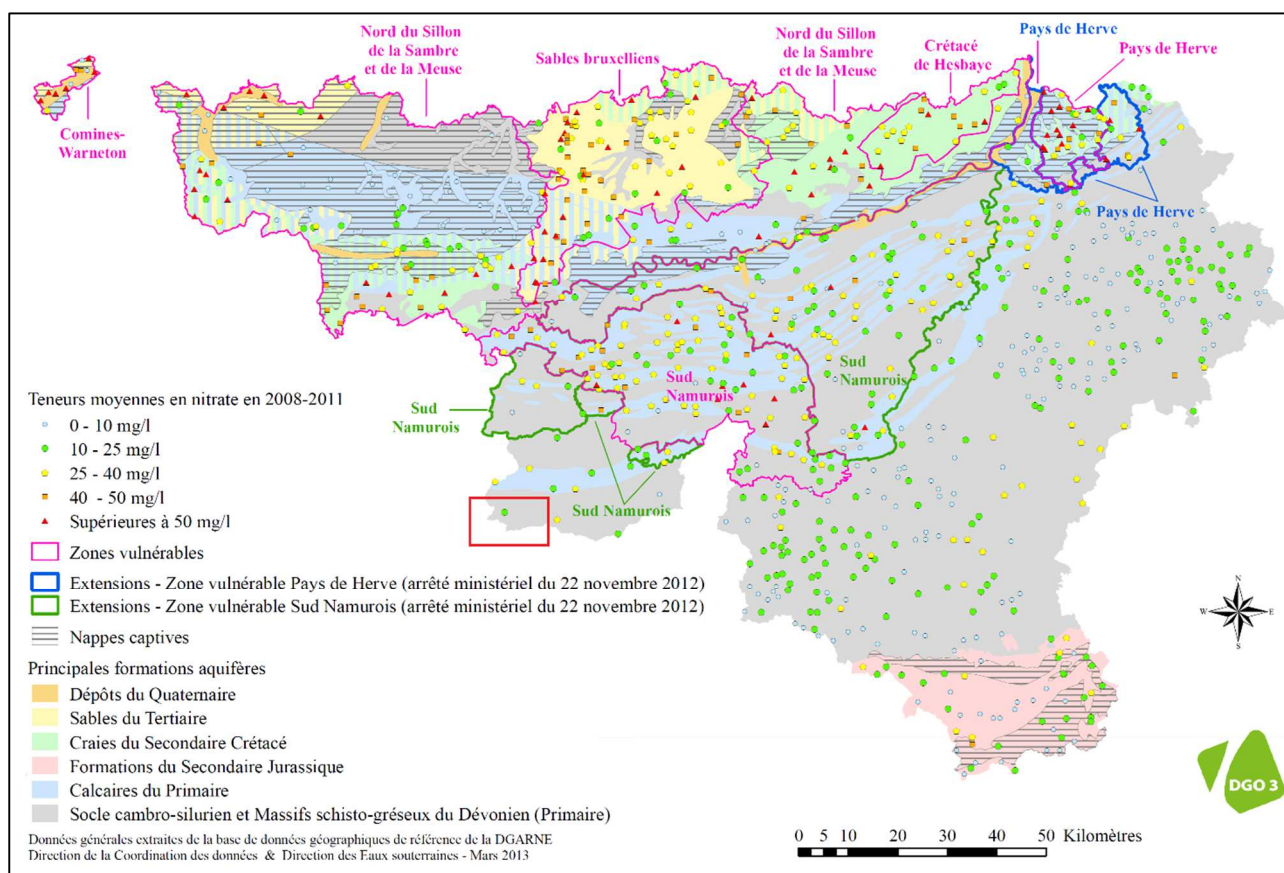 Nord du Sillon
de la Sambre
et de la Meuse
Sables bruxelliens
Nord du Sillon
de la Sambre
et de la Meuse
Crétacé
de Hesbaye
Pays de Herve
Pays de Herve
Comines-
Warneton
Pays de Herve
Sud
Namurois
Sud
Namurois
Sud
Namurois
Sud Namurois
Teneurs moyennes en nitrate en 2008-2011
0 - 10 mg/l
10 - 25 mg/l
25 - 40 mg/l
40 - 50 mg/l
Supérieures à 50 mg/l
Zones vulnérables
Extensions - Zone vulnérable Pays de Herve (arrêté ministériel du 22 novembre 2012)
Extensions - Zone vulnérable Sud Namurois (arrêté ministériel du 22 novembre 2012)
Nappes captives
Principales formations aquifères
Dépôts du Quaternaire
Sables du Tertiaire
Craies du Secondaire Crétacé
Formations du Secondaire Jurassique
Calcaires du Primaire
Socle cambro-silurien et Massifs schisto-gréseux du Dévonien (Primaire)
Données générales extraites de la base de données géographiques de référence de la DGARNE
Direction de la Coordination des données & Direction des Eaux souterraines - Mars 2013
N
W E
S
DGO 3
0 5 10 20 30 40 50 Kilomètres